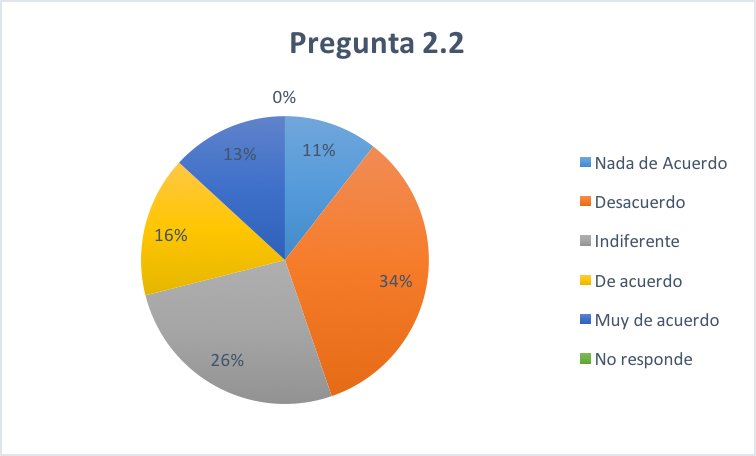 Pregunta 2.2
0%
11%
13%
16%
34%
26%
Nada de Acuerdo
Desacuerdo
Indiferente
De acuerdo
Muy de acuerdo
No responde